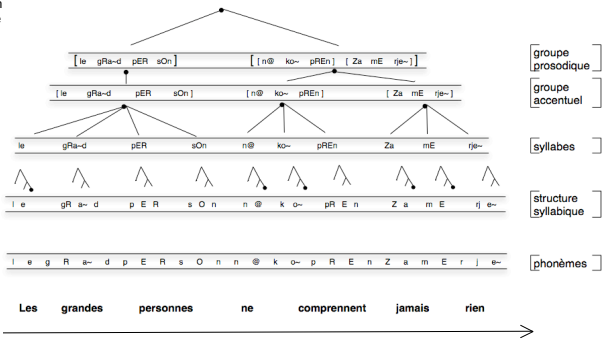 n
e
[ le gRa~d pER sOn ] [ [ n@ ko~ pREn ] [ Za mE rje~ ] ]
groupe
prosodique
[ le gRa~d pER sOn ] [ n@ ko~ pREn ] [ Za mE rje~ ]
groupe
accentuel
le gRa~d pER sOn n@ ko~ pREn Za mE rje~
syllabes
l e gR a~ d p E R s O n n @ k o~ pR E n Z a m E rj e~
structure
syllabique
l e g R a~ d p E R s O n n @ k o~ p R E n Z a m E r j e~
phonèmes
Les grandes personnes ne comprennent jamais rien